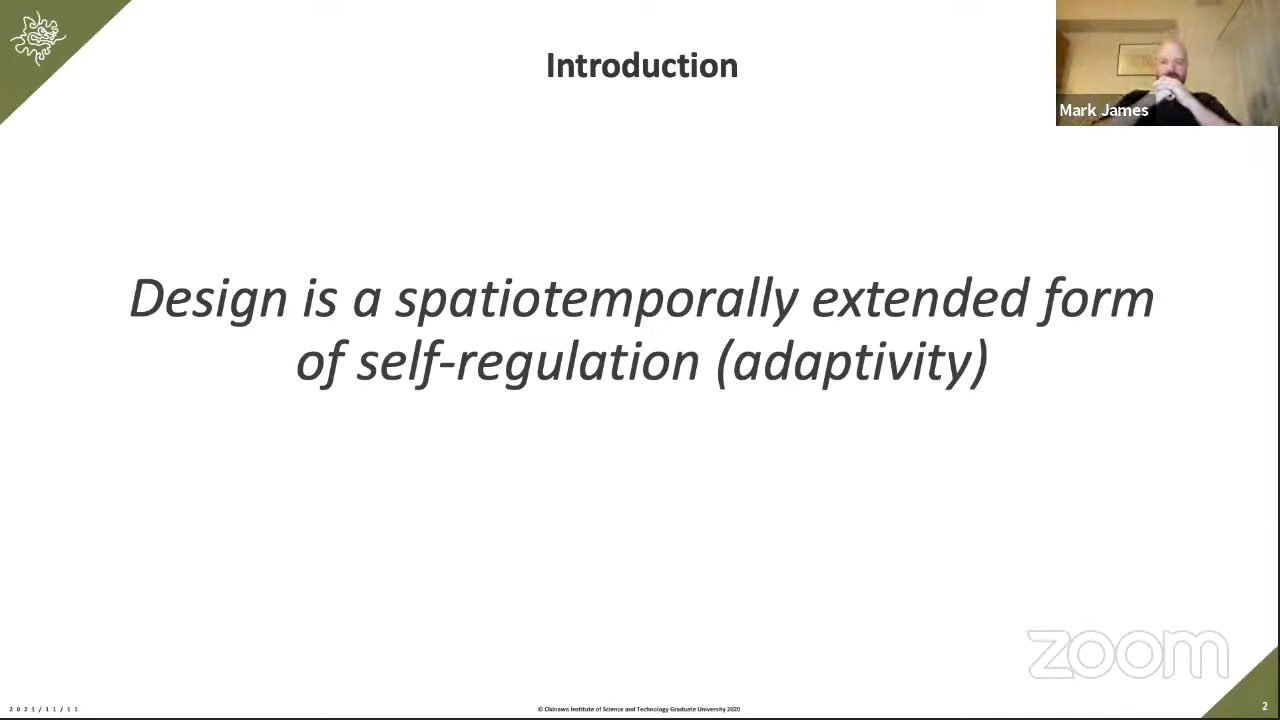 Introduction
Mark James
Design is a spatiotemporally extended form
of self-regulation (adaptivity)
zoom
2021/11/11
© Okinawa Institute of Science and Technology Graduate University 2020
2